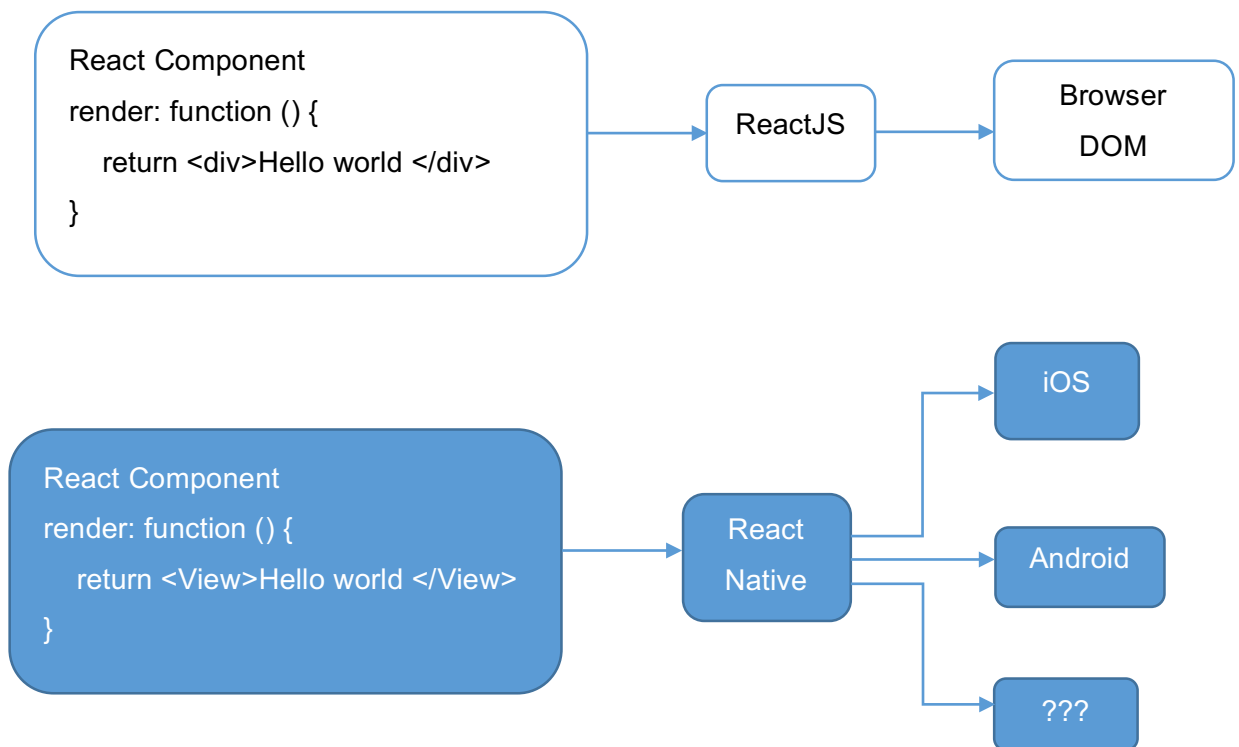 React Component
render: function () {
return <div>Hello world </div>
}
ReactJS
Browser
DOM
React Component
render: function () {
return <View>Hello world </View>
}
React
Native
iOS
Android
???